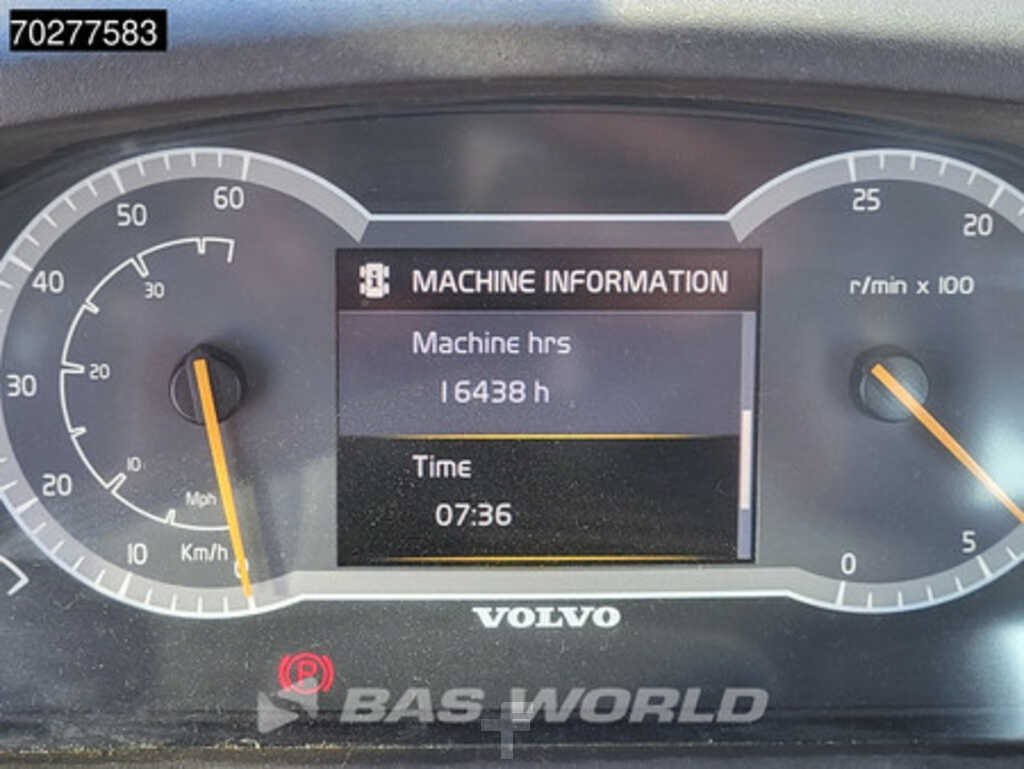 70277583
60
50
40
30
20
10
0
30
20
10
Mph
Km/h
MACHINE INFORMATION
Machine hrs
16438 h
Time
07:36
25
20
r/min x 100
5
0
VOLVO
P
BAS WORLD